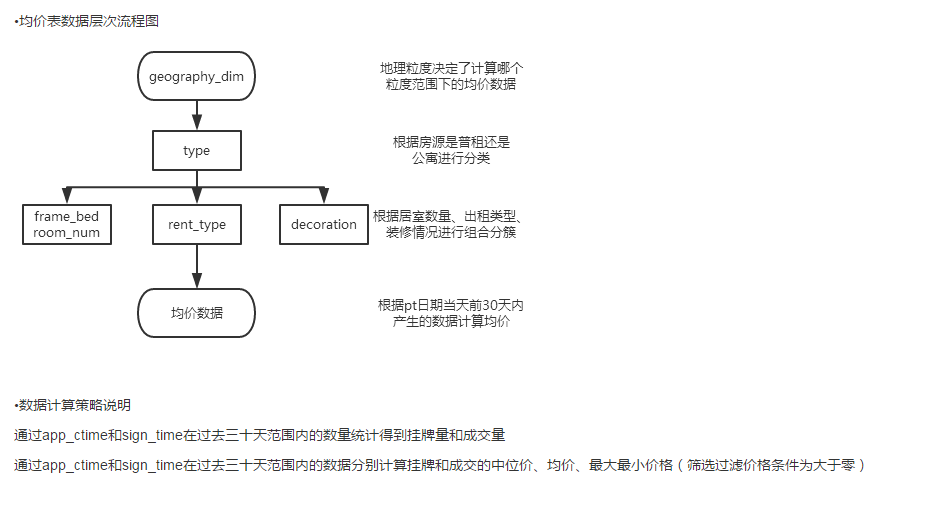 •均价表数据层次流程图
geography_dim
地理粒度决定了计算哪个
粒度范围下的均价数据
type
根据房源是普租还是
公寓进行分类
frame_bed
room_num
rent_type
decoration
根据居室数量、出租类型、
装修情况进行组合分簇
均价数据
根据pt日期当天前30天内
产生的数据计算均价
•数据计算策略说明
通过app_ctime和sign_time在过去三十天范围内的数量统计得到挂牌量和成交量
通过app_ctime和sign_time在过去三十天范围内的数据分别计算挂牌和成交的中位价、均价、最大最小价格（筛选过滤价格条件为大于零）